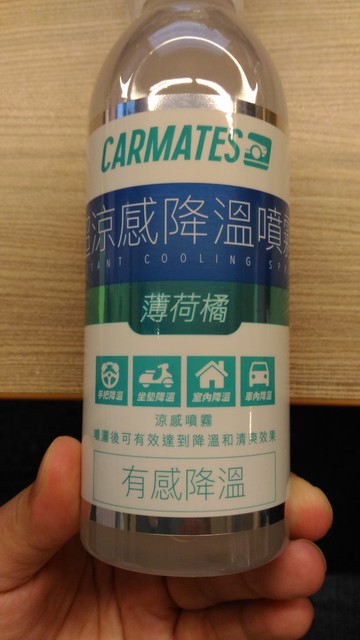 CARMATES
涼感降溫噴霧
TANT COOLING SP
薄荷橘
手把降溫 坐墊降溫 室內降溫 車內降溫
涼感噴霧
噴灑後可有效達到降溫和清爽效果
有感降溫